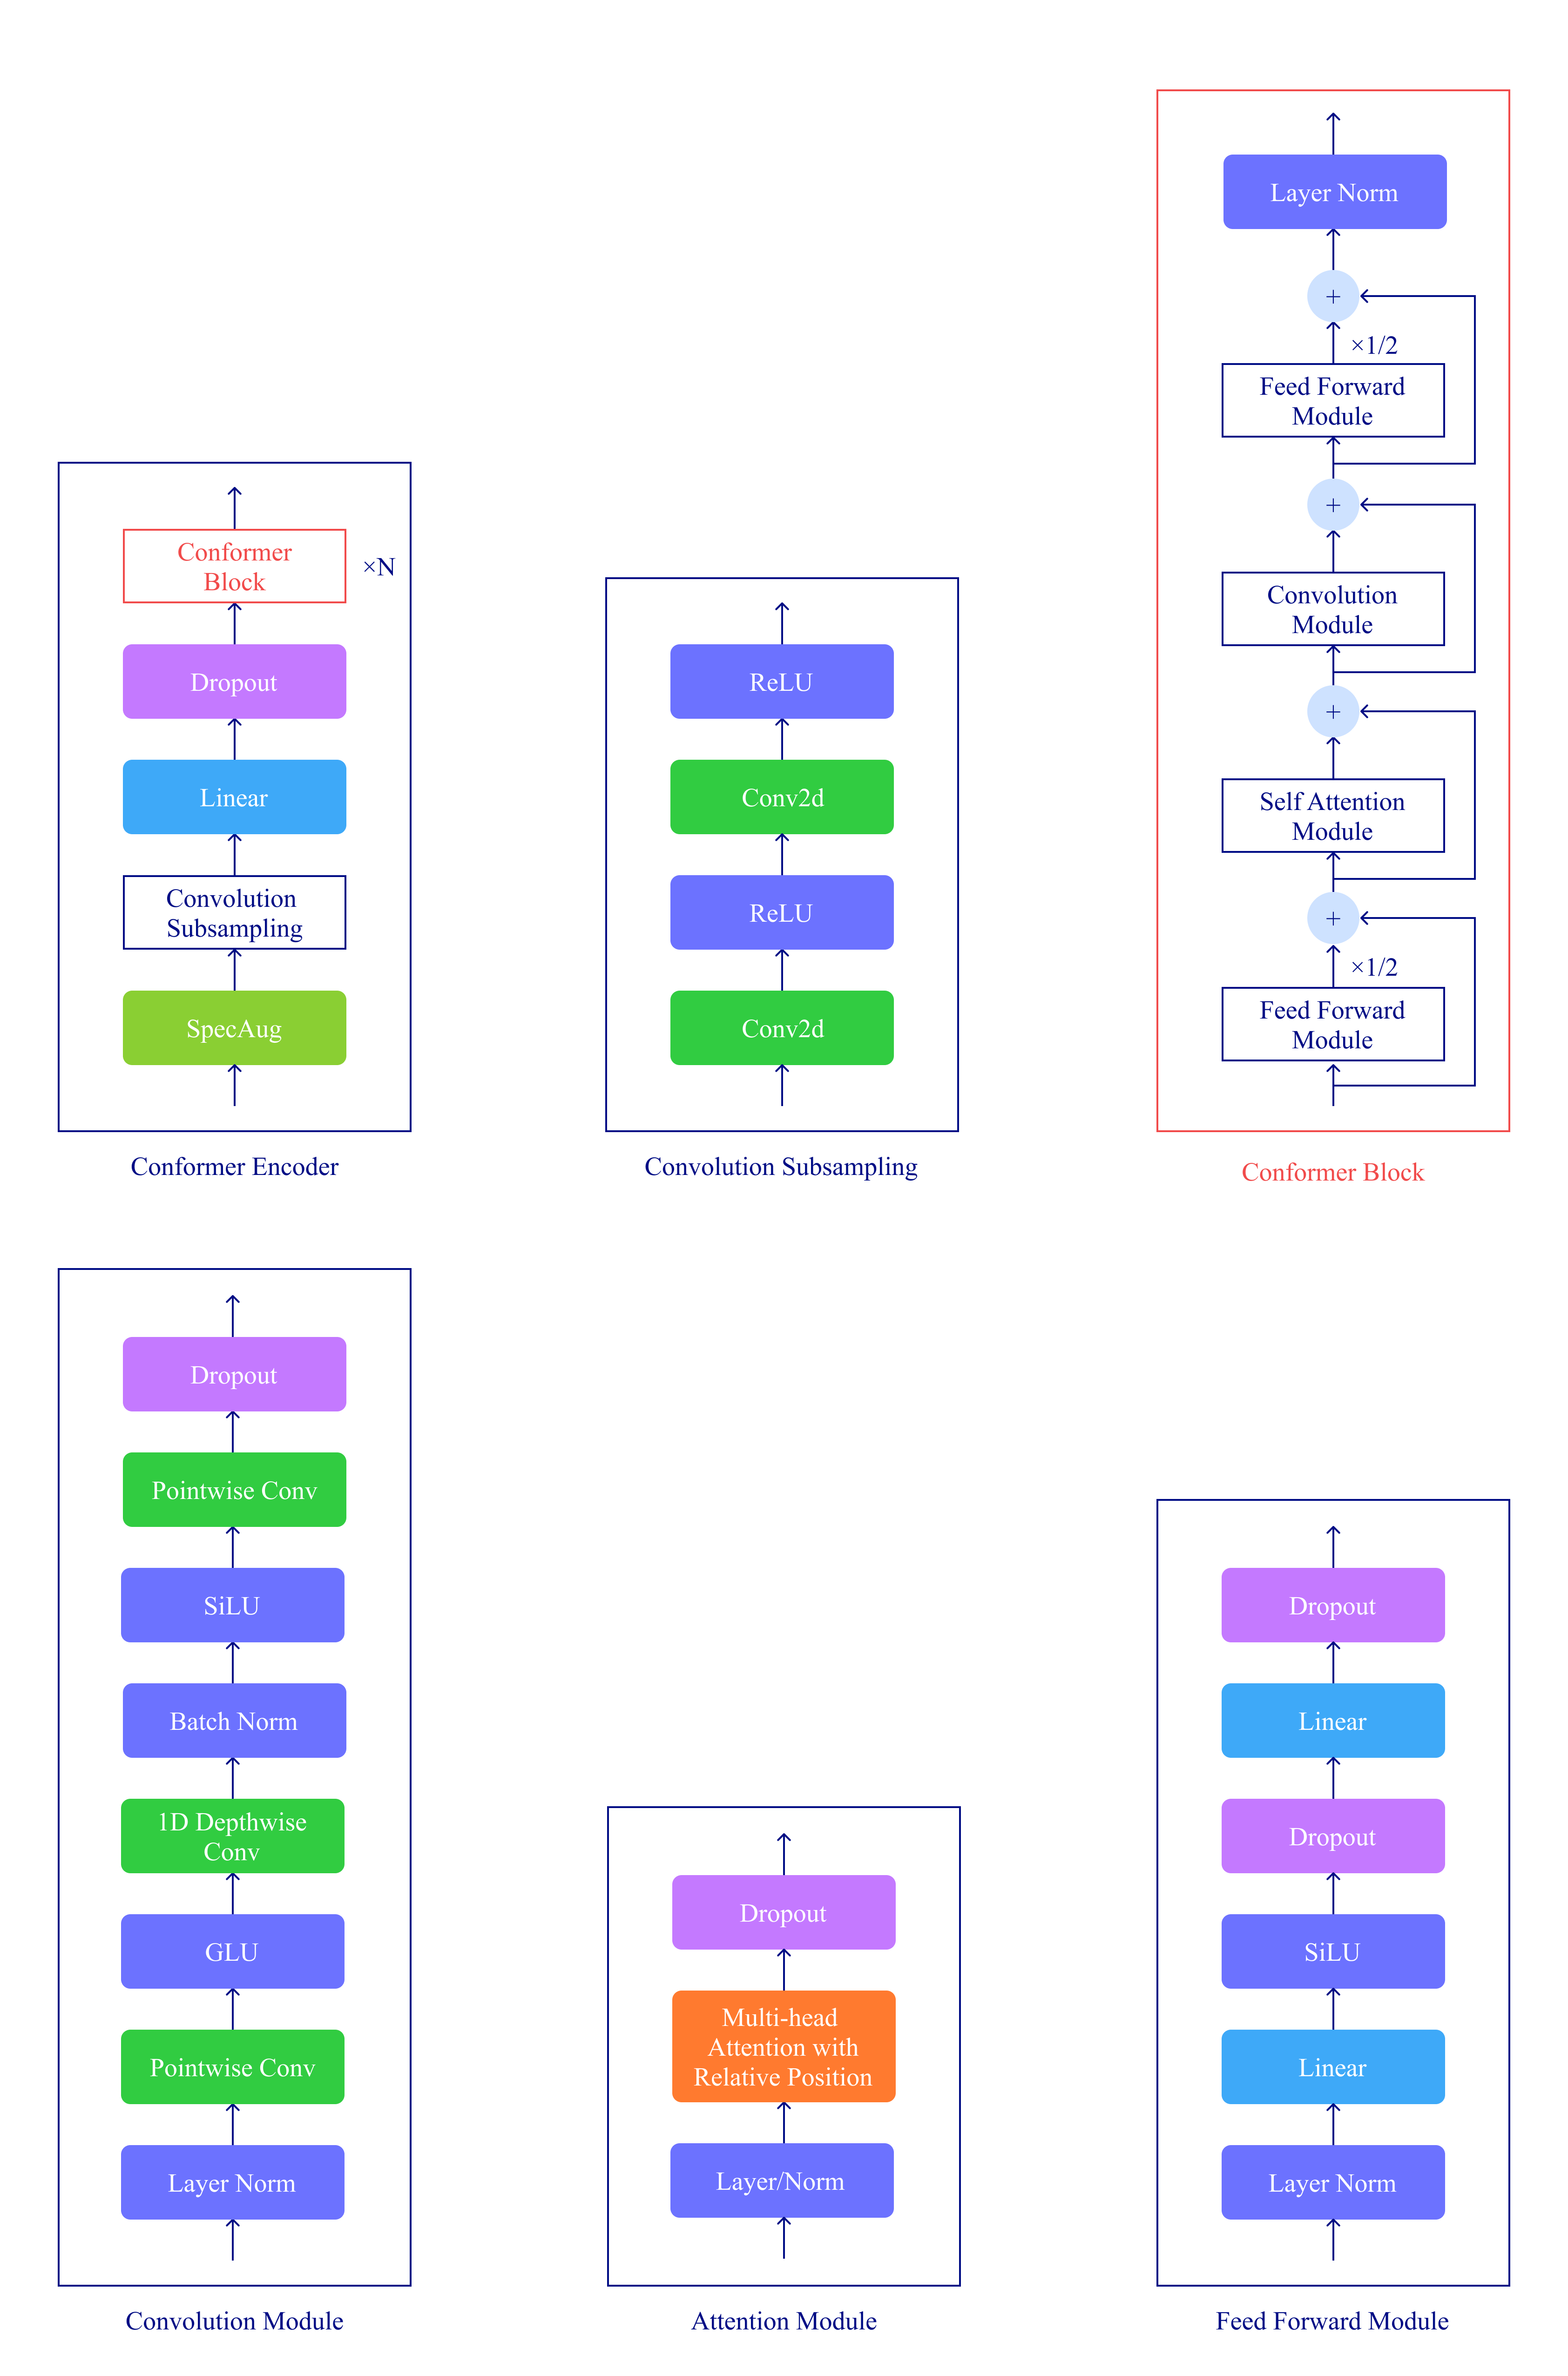 Conformer
Block
×N
Dropout
Linear
Convolution
Subsampling
SpecAug
Conformer Encoder
ReLU
Conv2d
ReLU
Conv2d
Convolution Subsampling
Layer Norm
+
×1/2
Feed Forward
Module
+
Convolution
Module
+
Self Attention
Module
+
×1/2
Feed Forward
Module
Conformer Block
Dropout
Pointwise Conv
SiLU
Batch Norm
1D Depthwise
Conv
GLU
Pointwise Conv
Layer Norm
Convolution Module
Dropout
Multi-head
Attention with
Relative Position
Layer/Norm
Attention Module
Dropout
Linear
Dropout
SiLU
Linear
Layer Norm
Feed Forward Module